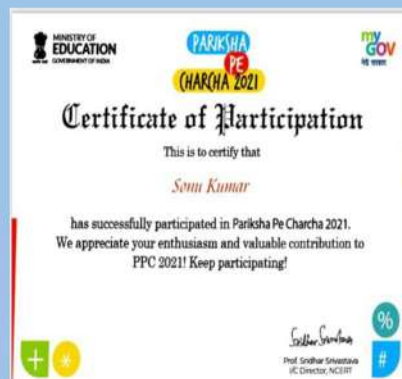 MINISTRY OF
EDUCATION
GOVERNMENT OF INDIA
PARIKSHA
PE
CHARCHA 2021
my
GOV
मेरी सरकार
Certificate of Participation
This is to certify that
Sonu Kumar
has successfully participated in Pariksha Pe Charcha 2021.
We appreciate your enthusiasm and valuable contribution to
PPC 2021! Keep participating!
Prof. Sridhar Srivastava
I/C Director, NCERT
+
*
%
#